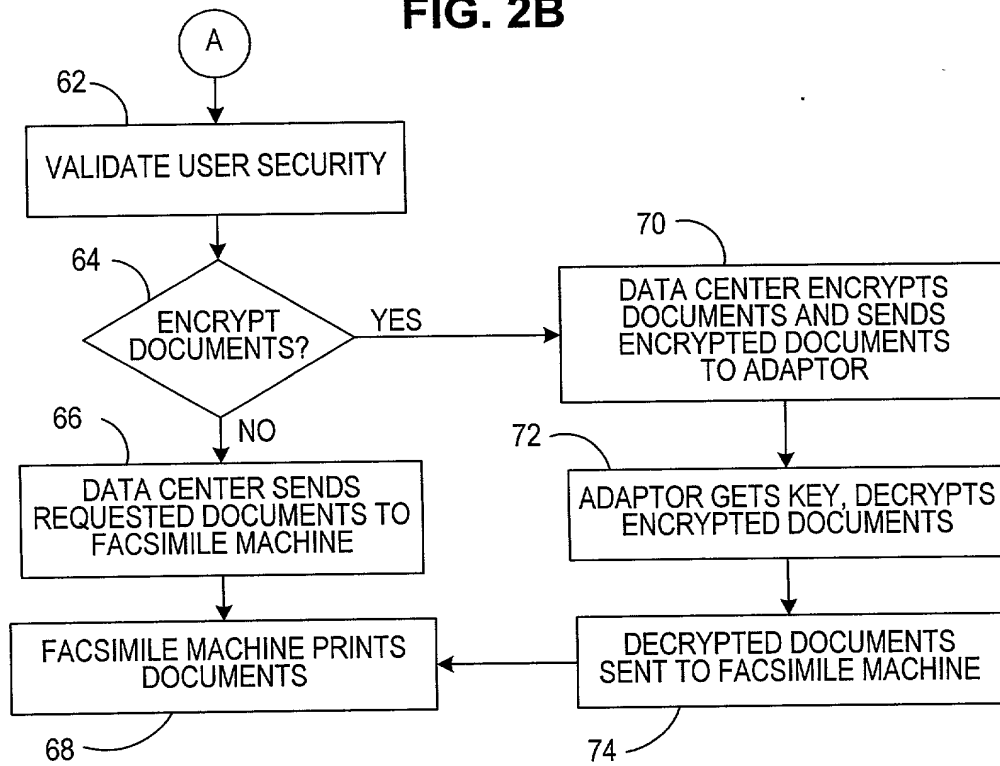 FIG. 2B
A
62
VALIDATE USER SECURITY
64
ENCRYPT
DOCUMENTS?
YES
NO
66
DATA CENTER SENDS
REQUESTED DOCUMENTS TO
FACSIMILE MACHINE
FACSIMILE MACHINE PRINTS
DOCUMENTS
68
70
DATA CENTER ENCRYPTS
DOCUMENTS AND SENDS
ENCRYPTED DOCUMENTS
TO ADAPTOR
72
ADAPTOR GETS KEY, DECRYPTS
ENCRYPTED DOCUMENTS
DECRYPTED DOCUMENTS
SENT TO FACSIMILE MACHINE
74